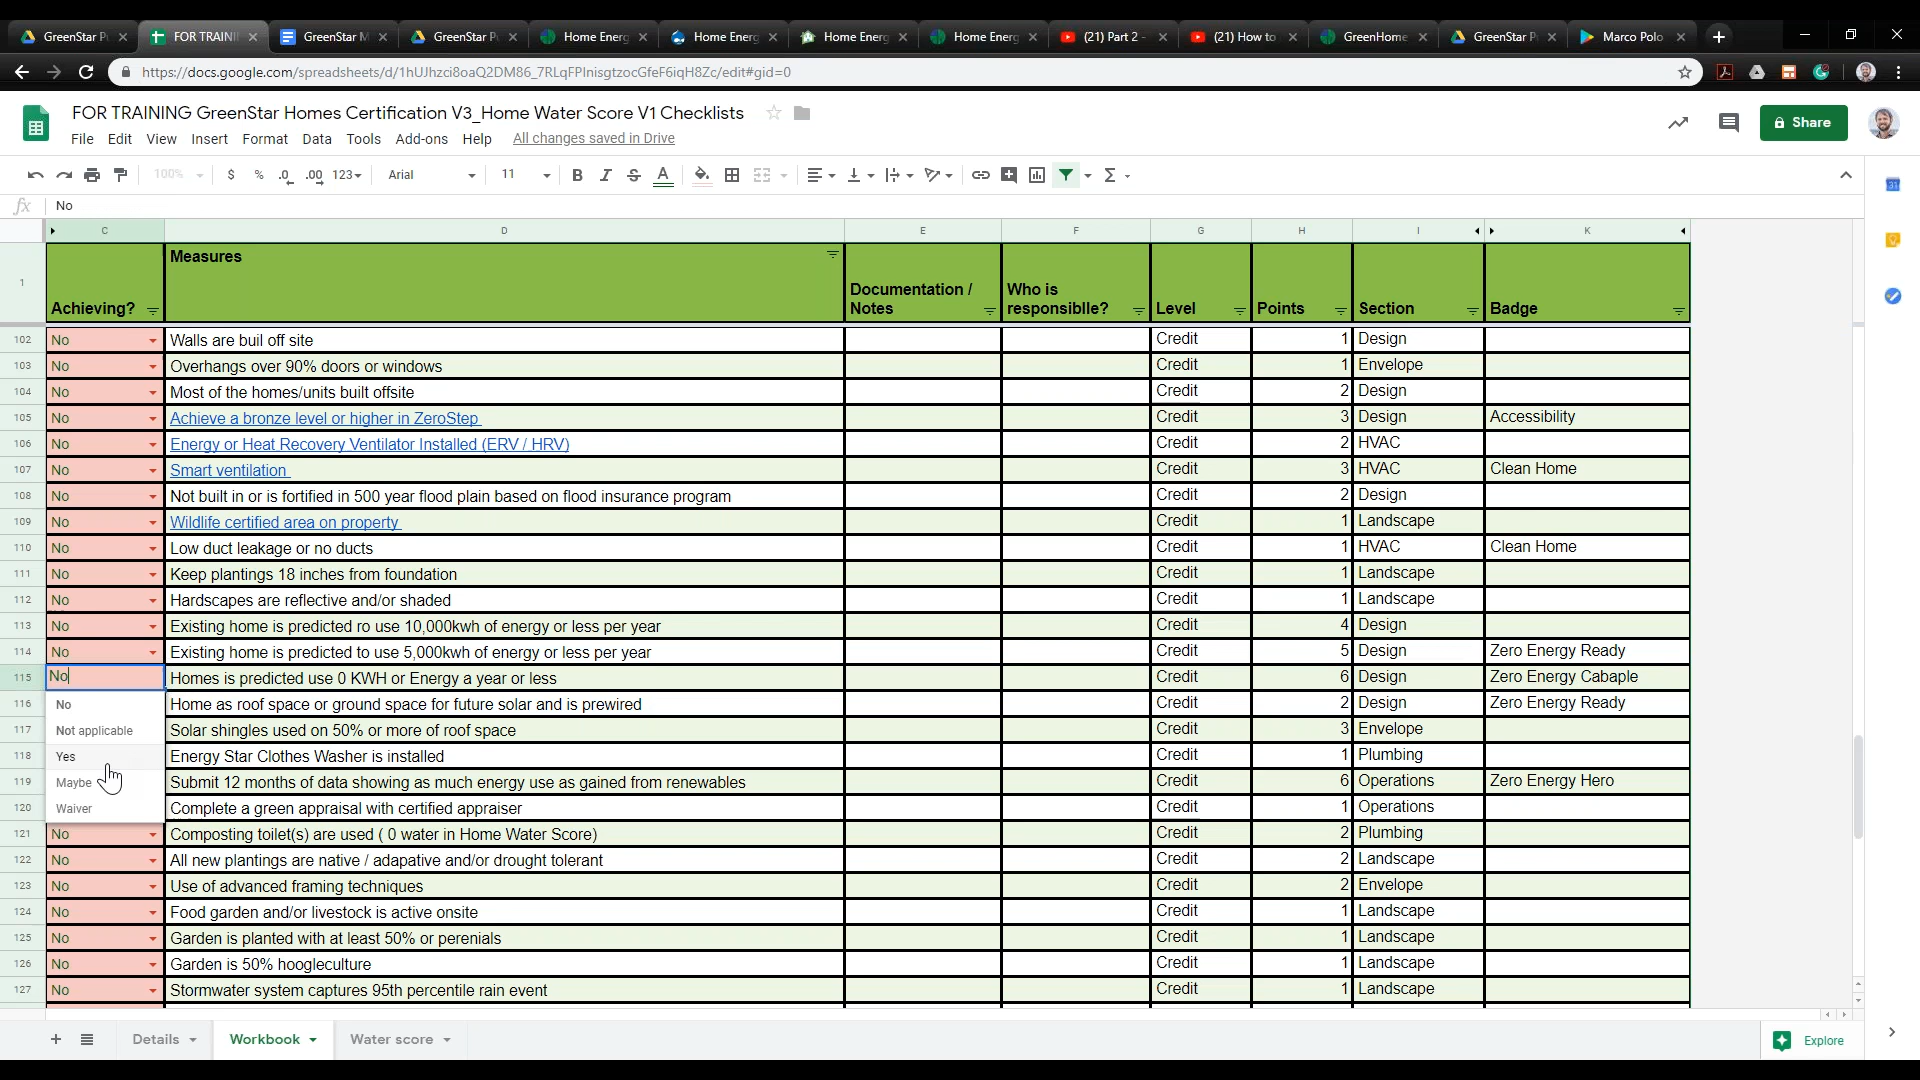 GreenStar P
FOR TRAINI
GreenStar M
GreenStar P
Home Energ
Home Energ
Home Energ
Home Energ
(21) Part 2 -
(21) How to
GreenHome
GreenStar P
Marco Polo
https://docs.google.com/spreadsheets/d/1hUJhzci8oaQ2DM86_7RLqFPlnisgtzocGfeF6iqH8Zc/edit#gid=0
FOR TRAINING GreenStar Homes Certification V3_Home Water Score V1 Checklists
File Edit View Insert Format Data Tools Add-ons Help All changes saved in Drive
Share
100% $ % .0 .00 123 Arial 11 B I S A
fx No
C D E F G H I K
1 Achieving? Measures Documentation / Notes Who is responsiblle? Level Points Section Badge
102 No Walls are buil off site Credit 1 Design
103 No Overhangs over 90% doors or windows Credit 1 Envelope
104 No Most of the homes/units built offsite Credit 2 Design
105 No Achieve a bronze level or higher in ZeroStep Credit 3 Design Accessibility
106 No Energy or Heat Recovery Ventilator Installed (ERV / HRV) Credit 2 HVAC
107 No Smart ventilation Credit 3 HVAC Clean Home
108 No Not built in or is fortified in 500 year flood plain based on flood insurance program Credit 2 Design
109 No Wildlife certified area on property Credit 1 Landscape
110 No Low duct leakage or no ducts Credit 1 HVAC Clean Home
111 No Keep plantings 18 inches from foundation Credit 1 Landscape
112 No Hardscapes are reflective and/or shaded Credit 1 Landscape
113 No Existing home is predicted ro use 10,000kwh of energy or less per year Credit 4 Design
114 No Existing home is predicted to use 5,000kwh of energy or less per year Credit 5 Design Zero Energy Ready
115 No Homes is predicted use 0 KWH or Energy a year or less Credit 6 Design Zero Energy Cabaple
116 No Home as roof space or ground space for future solar and is prewired Credit 2 Design Zero Energy Ready
117 Not applicable Solar shingles used on 50% or more of roof space Credit 3 Envelope
118 Yes Energy Star Clothes Washer is installed Credit 1 Plumbing
119 Maybe Submit 12 months of data showing as much energy use as gained from renewables Credit 6 Operations Zero Energy Hero
120 Waiver Complete a green appraisal with certified appraiser Credit 1 Operations
121 No Composting toilet(s) are used ( 0 water in Home Water Score) Credit 2 Plumbing
122 No All new plantings are native / adapative and/or drought tolerant Credit 2 Landscape
123 No Use of advanced framing techniques Credit 2 Envelope
124 No Food garden and/or livestock is active onsite Credit 1 Landscape
125 No Garden is planted with at least 50% or perenials Credit 1 Landscape
126 No Garden is 50% hoogleculture Credit 1 Landscape
127 No Stormwater system captures 95th percentile rain event Credit 1 Landscape
Details Workbook Water score Explore